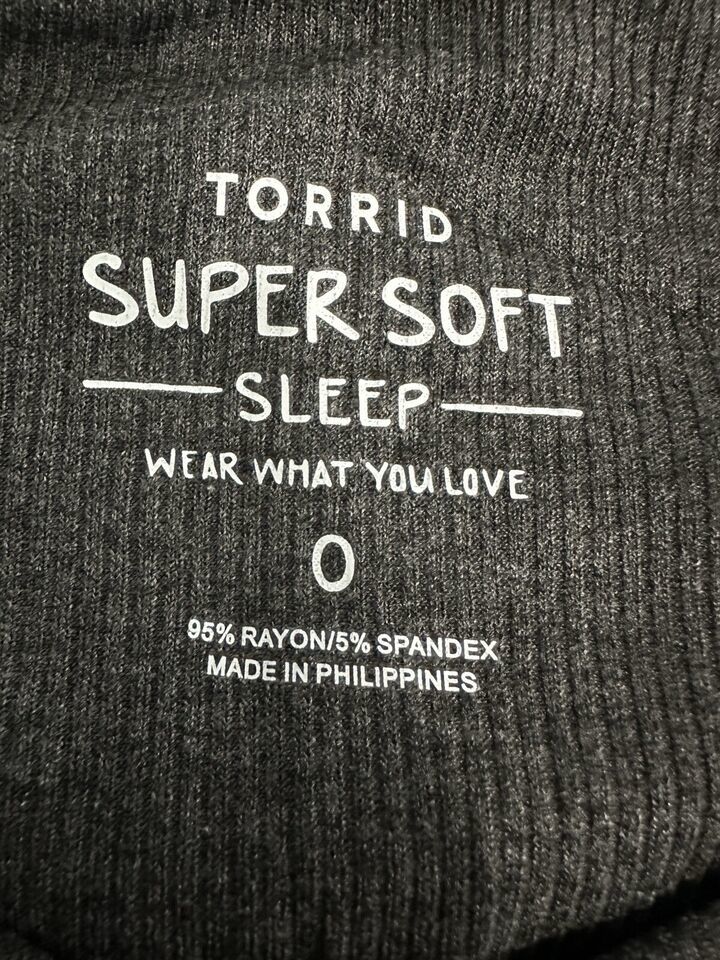 TORRID
SUPER SOFT
SLEEP
WEAR WHAT YOU LOVE
0
95% RAYON/5% SPANDEX
MADE IN PHILIPPINES